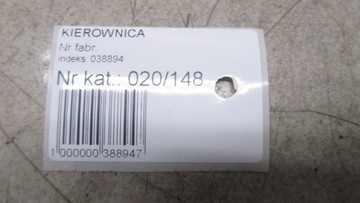 KIEROWNICA
Nr fabr.
indeks: 038894
Nr kat.: 020/148
1 000000 388947